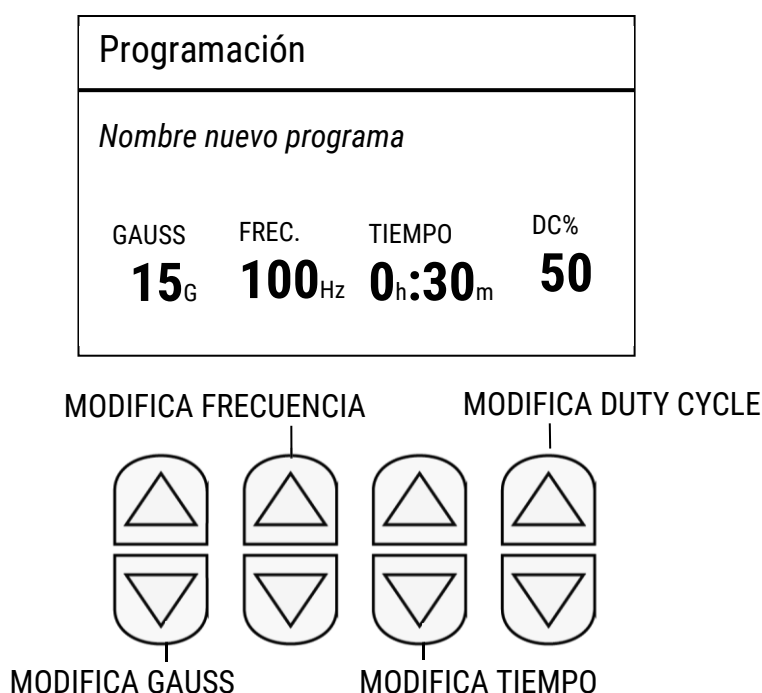 Programación
Nombre nuevo programa
GAUSS FREC. TIEMPO DC%
15G 100Hz 0h:30m 50
MODIFICA FRECUENCIA MODIFICA DUTY CYCLE
MODIFICA GAUSS MODIFICA TIEMPO